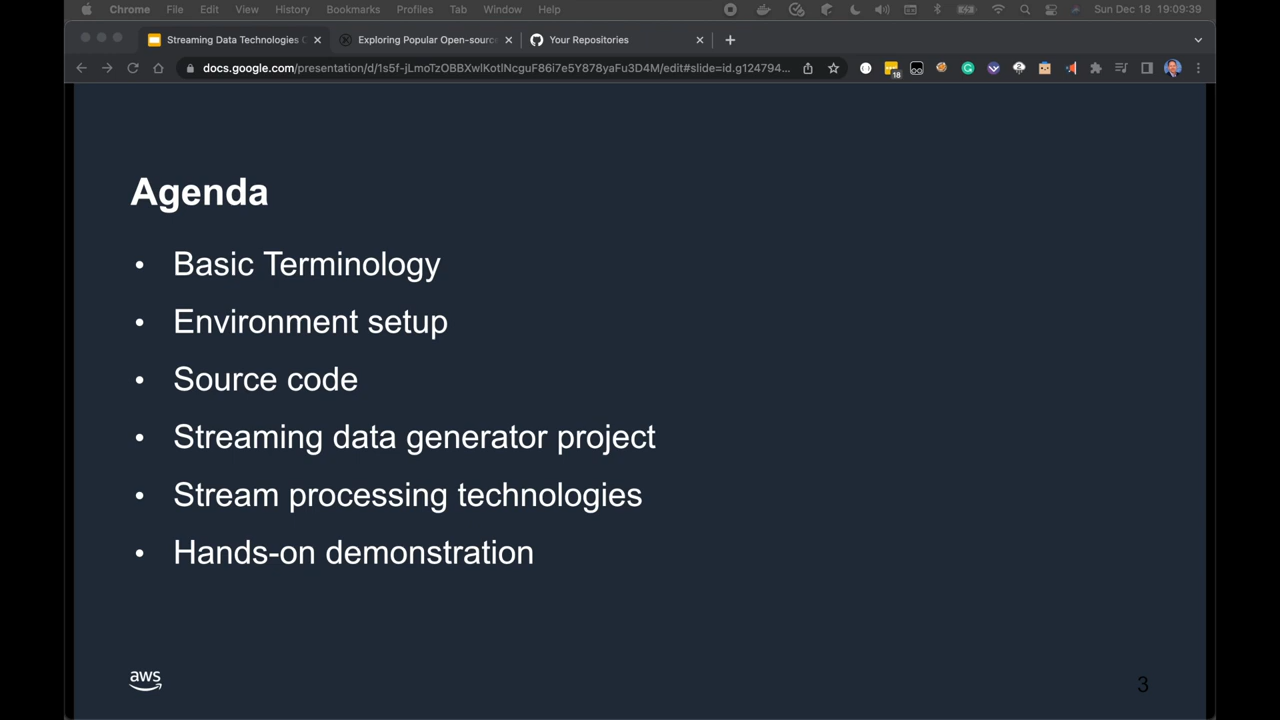 Chrome File Edit View History Bookmarks Profiles Tab Window Help Sun Dec 18 19:09:39
Streaming Data Technologies Exploring Popular Open-source Your Repositories
docs.google.com/presentation/d/1s5f-jLmoTzOBBXwlKotlNcguF86i7e5Y878yaFu3D4M/edit#slide=id.g124794... 18
Agenda
• Basic Terminology
• Environment setup
• Source code
• Streaming data generator project
• Stream processing technologies
• Hands-on demonstration
aws
3